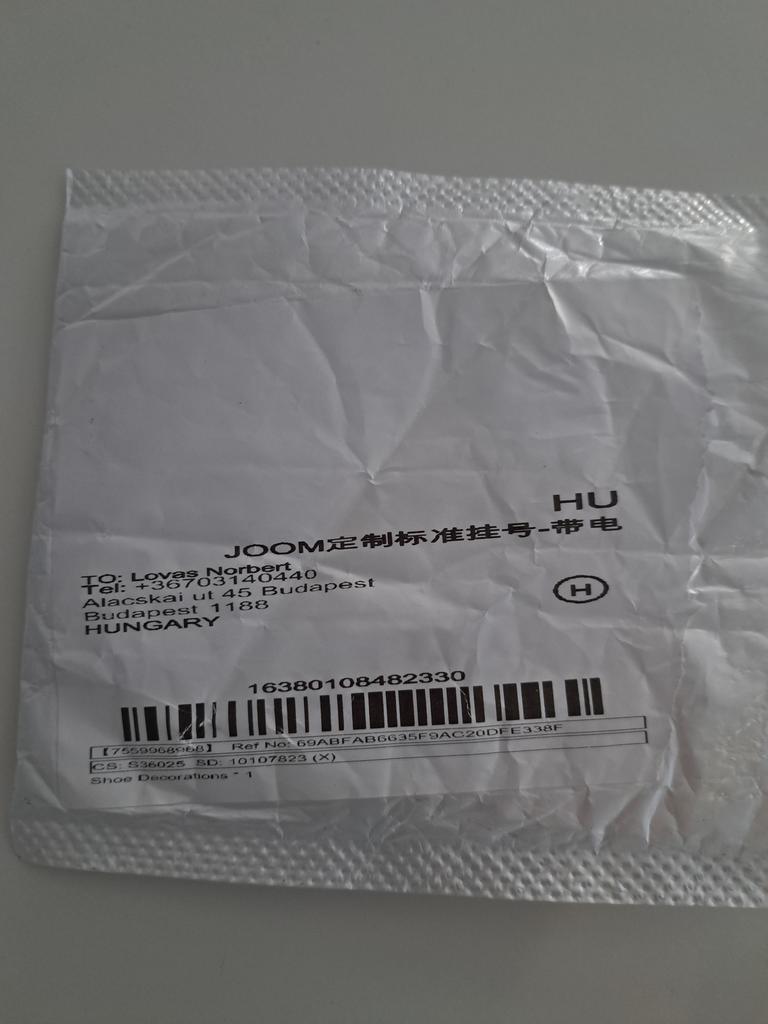 HU
JOOM定制标准挂号-带电
TO: Lovas Norbert
Tel: +36703140440
Alacskai ut 45 Budapest
Budapest 1188
HUNGARY
H
16380108482330
【7559968968】 Ref No: 69ABFAB6635F9AC20DFE338F
CS: S36025 SD: 10107823 (X)
Shoe Decorations * 1